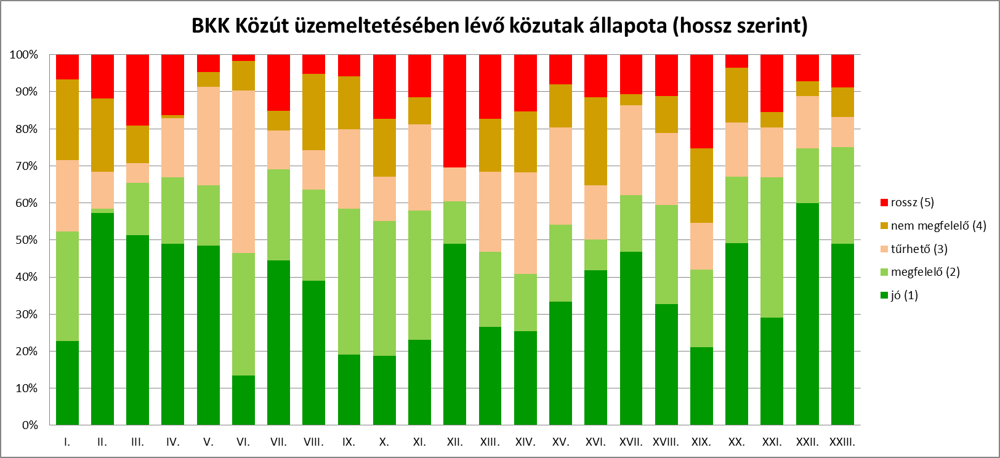 BKK Közút üzemeltetésében lévő közutak állapota (hossz szerint)
100%
90%
80%
70%
60%
50%
40%
30%
20%
10%
0%
I. II. III. IV. V. VI. VII. VIII. IX. X. XI. XII. XIII. XIV. XV. XVI. XVII. XVIII. XIX. XX. XXI. XXII. XXIII.
rossz (5)
nem megfelelő (4)
tűrhető (3)
megfelelő (2)
jó (1)